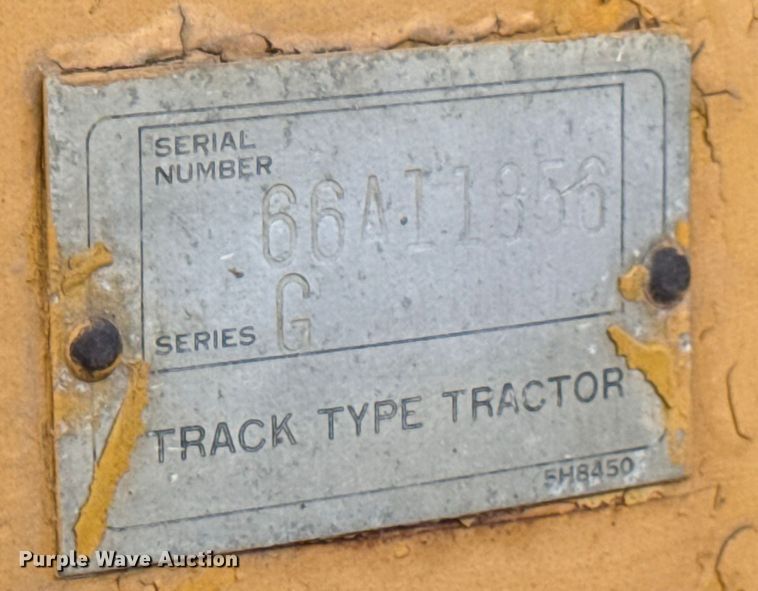 SERIAL
NUMBER
66A11856
SERIES G
TRACK TYPE TRACTOR
5H8450
Purple Wave Auction